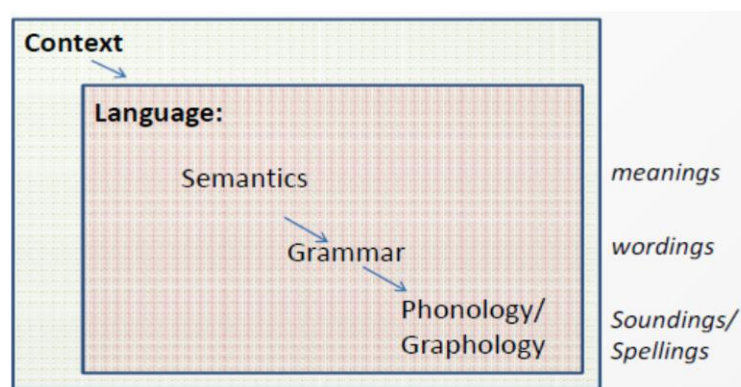 Context
Language:
Semantics
meanings
Grammar
wordings
Phonology/
Graphology
Soundings/
Spellings